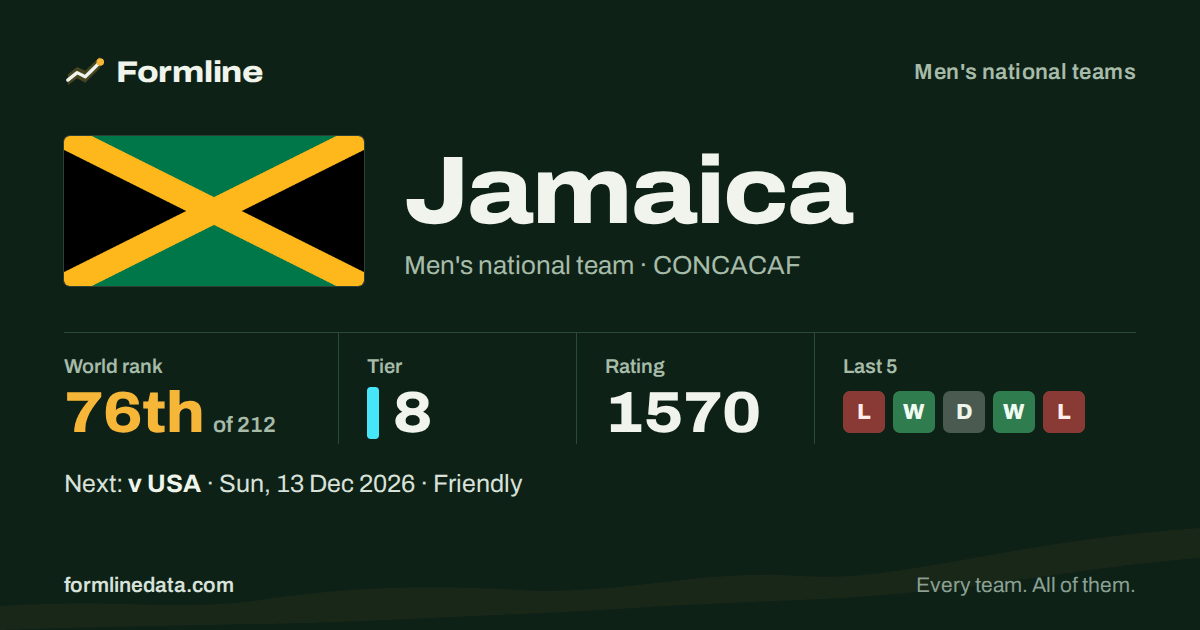 Formline
Men's national teams
Jamaica
Men's national team · CONCACAF
World rank
76th of 212
Tier
8
Rating
1570
Last 5
L W D W L
Next: v USA · Sun, 13 Dec 2026 · Friendly
formlinedata.com
Every team. All of them.